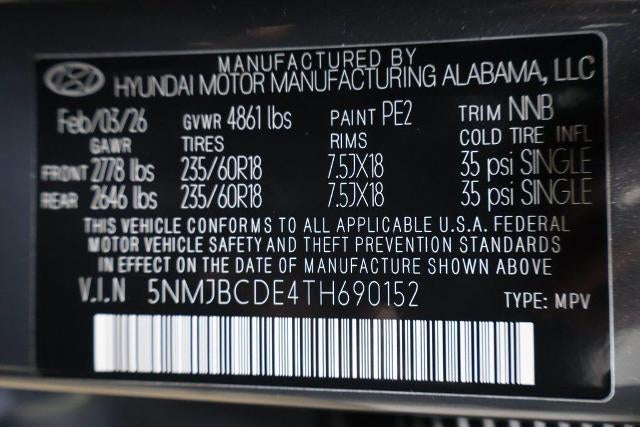 MANUFACTURED BY
HYUNDAI MOTOR MANUFACTURING ALABAMA, LLC
Feb/03/26 GVWR 4861 lbs PAINT PE2 TRIM NNB
GAWR TIRES RIMS COLD TIRE INFL
FRONT 2778 lbs 235/60R18 7.5JX18 35 psi SINGLE
REAR 2646 lbs 235/60R18 7.5JX18 35 psi SINGLE
THIS VEHICLE CONFORMS TO ALL APPLICABLE U.S.A. FEDERAL
MOTOR VEHICLE SAFETY AND THEFT PREVENTION STANDARDS
IN EFFECT ON THE DATE OF MANUFACTURE SHOWN ABOVE
V.I.N 5NMJBCDE4TH690152 TYPE: MPV